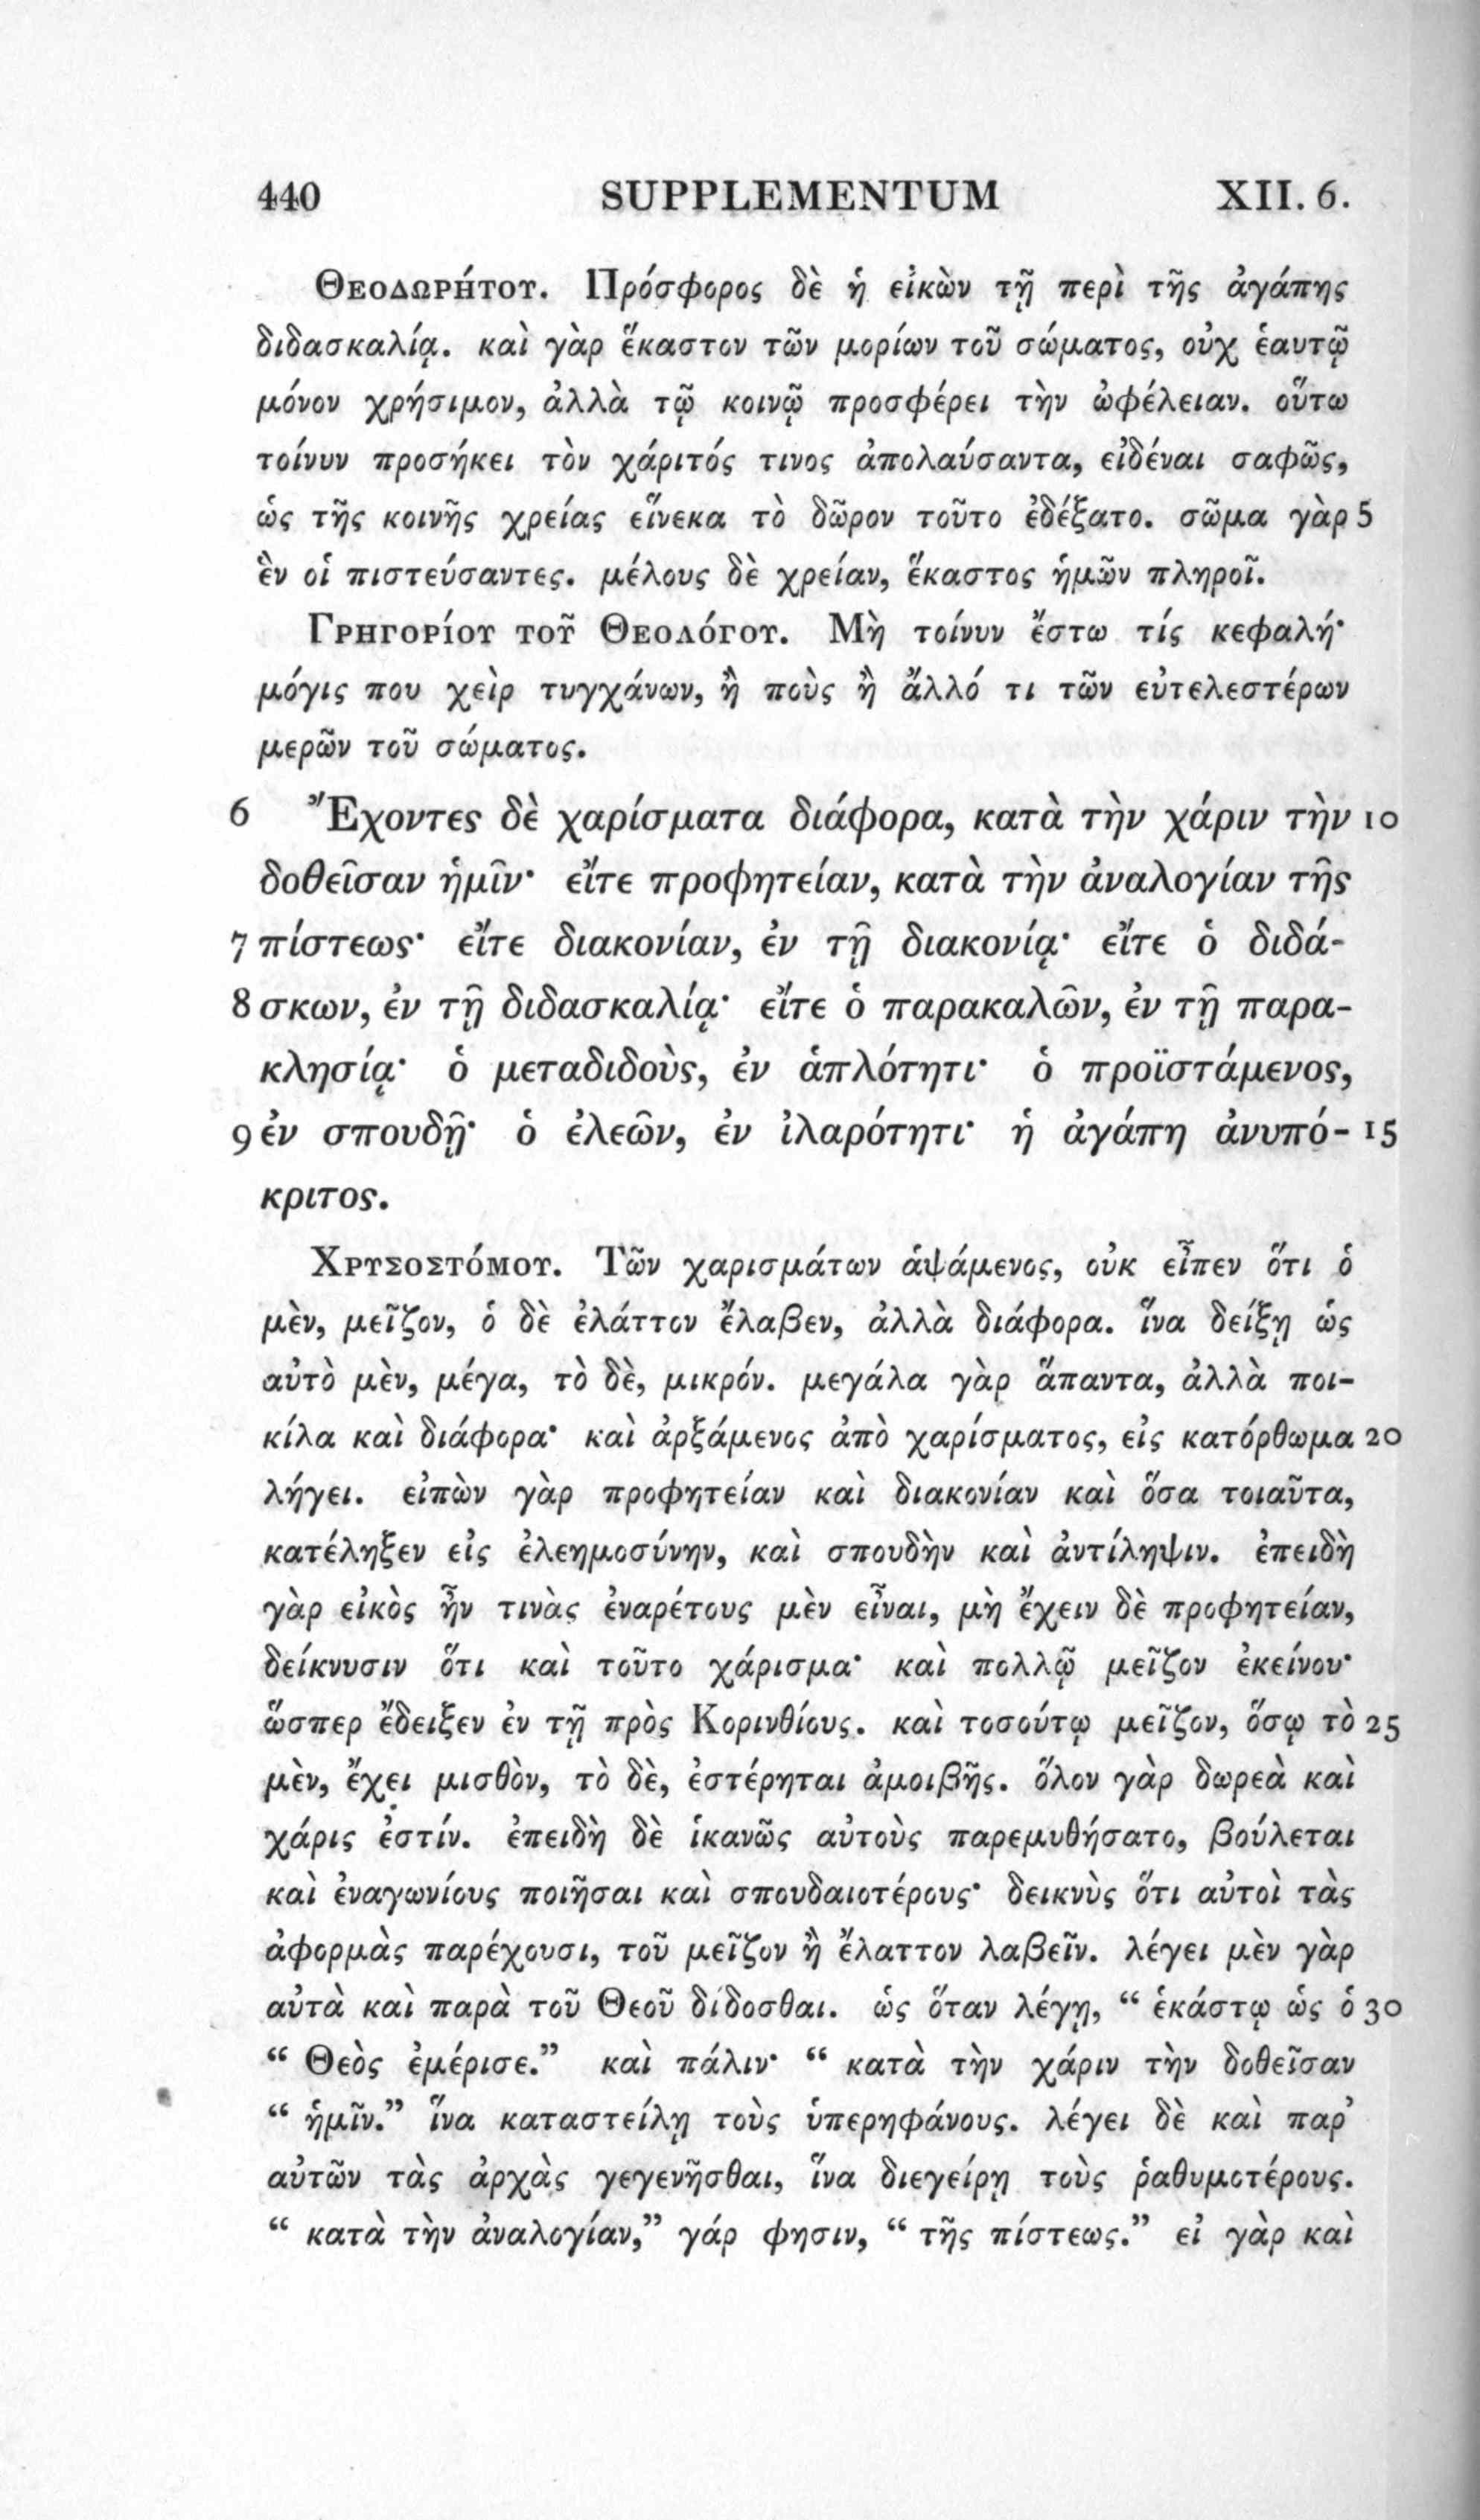 440 SUPPLEMENTUM XII. 6.
Θεοδωρήτου. Πρόσφορος δὲ ἡ εἰκὼν τῇ περὶ τῆς ἀγάπης
διδασκαλίᾳ. καὶ γὰρ ἕκαστον τῶν μορίων τοῦ σώματος, οὐχ ἑαυτῷ
μόνον χρήσιμον, ἀλλὰ τῷ κοινῷ προσφέρει τὴν ὠφέλειαν. οὕτω
τοίνυν προσήκει τὸν χάριτός τινος ἀπολαύσαντα, εἰδέναι σαφῶς,
ὡς τῆς κοινῆς χρείας εἵνεκα τὸ δῶρον τοῦτο ἐδέξατο. σῶμα γὰρ 5
ἓν οἱ πιστεύσαντες. μέλους δὲ χρείαν, ἕκαστος ἡμῶν πληροῖ.
Γρηγορίου τοῦ Θεολόγου. Μὴ τοίνυν ἔστω τίς κεφαλή·
μόγις που χεὶρ τυγχάνων, ἢ ποὺς ἢ ἄλλό τι τῶν εὐτελεστέρων
μερῶν τοῦ σώματος.
6 Ἔχοντες δὲ χαρίσματα διάφορα, κατὰ τὴν χάριν τὴν 10
δοθεῖσαν ἡμῖν· εἴτε προφητείαν, κατὰ τὴν ἀναλογίαν τῆς
7 πίστεως· εἴτε διακονίαν, ἐν τῇ διακονίᾳ· εἴτε ὁ διδά-
8 σκων, ἐν τῇ διδασκαλίᾳ· εἴτε ὁ παρακαλῶν, ἐν τῇ παρα-
κλησίᾳ· ὁ μεταδιδοὺς, ἐν ἁπλότητι· ὁ προϊστάμενος,
9 ἐν σπουδῇ· ὁ ἐλεῶν, ἐν ἱλαρότητι· ἡ ἀγάπη ἀνυπό- 15
κριτος.
Χρυσοστόμου. Τῶν χαρισμάτων ἁψάμενος, οὐκ εἶπεν ὅτι ὁ
μὲν, μεῖζον, ὁ δὲ ἐλάττον ἔλαβεν, ἀλλὰ διάφορα. ἵνα δείξῃ ὡς
αὐτὸ μὲν, μέγα, τὸ δὲ, μικρόν. μεγάλα γὰρ ἅπαντα, ἀλλὰ ποι-
κίλα καὶ διάφορα· καὶ ἀρξάμενος ἀπὸ χαρίσματος, εἰς κατόρθωμα 20
λήγει. εἰπὼν γὰρ προφητείαν καὶ διακονίαν καὶ ὅσα τοιαῦτα,
κατέληξεν εἰς ἐλεημοσύνην, καὶ σπουδὴν καὶ ἀντίληψιν. ἐπειδὴ
γὰρ εἰκὸς ἦν τινὰς ἐναρέτους μὲν εἶναι, μὴ ἔχειν δὲ προφητείαν,
δείκνυσιν ὅτι καὶ τοῦτο χάρισμα· καὶ πολλῷ μεῖζον ἐκείνου·
ὥσπερ ἔδειξεν ἐν τῇ πρὸς Κορινθίους. καὶ τοσούτῳ μεῖζον, ὅσῳ τὸ 25
μὲν, ἔχει μισθὸν, τὸ δὲ, ἐστέρηται ἀμοιβῆς. ὅλον γὰρ δωρεὰ καὶ
χάρις ἐστίν. ἐπειδὴ δὲ ἱκανῶς αὐτοὺς παρεμυθήσατο, βούλεται
καὶ ἐναγωνίους ποιῆσαι καὶ σπουδαιοτέρους· δεικνὺς ὅτι αὐτοὶ τὰς
ἀφορμὰς παρέχουσι, τοῦ μεῖζον ἢ ἔλαττον λαβεῖν. λέγει μὲν γὰρ
αὐτὰ καὶ παρὰ τοῦ Θεοῦ δίδοσθαι. ὡς ὅταν λέγῃ, “ ἑκάστῳ ὡς ὁ 30
“ Θεὸς ἐμέρισε.” καὶ πάλιν· “ κατὰ τὴν χάριν τὴν δοθεῖσαν
“ ἡμῖν.” ἵνα καταστείλῃ τοὺς ὑπερηφάνους. λέγει δὲ καὶ παρ’
αὐτῶν τὰς ἀρχὰς γεγενῆσθαι, ἵνα διεγείρῃ τοὺς ῥαθυμοτέρους.
“ κατὰ τὴν ἀναλογίαν,” γάρ φησιν, “ τῆς πίστεως.” εἰ γὰρ καὶ